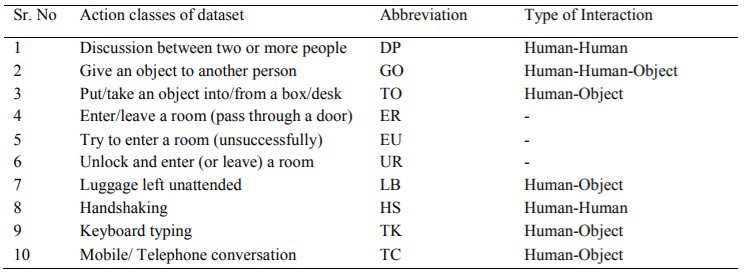 Sr. No Action classes of dataset Abbreviation Type of Interaction
1 Discussion between two or more people DP Human-Human
2 Give an object to another person GO Human-Human-Object
3 Put/take an object into/from a box/desk TO Human-Object
4 Enter/leave a room (pass through a door) ER -
5 Try to enter a room (unsuccessfully) EU -
6 Unlock and enter (or leave) a room UR -
7 Luggage left unattended LB Human-Object
8 Handshaking HS Human-Human
9 Keyboard typing TK Human-Object
10 Mobile/ Telephone conversation TC Human-Object